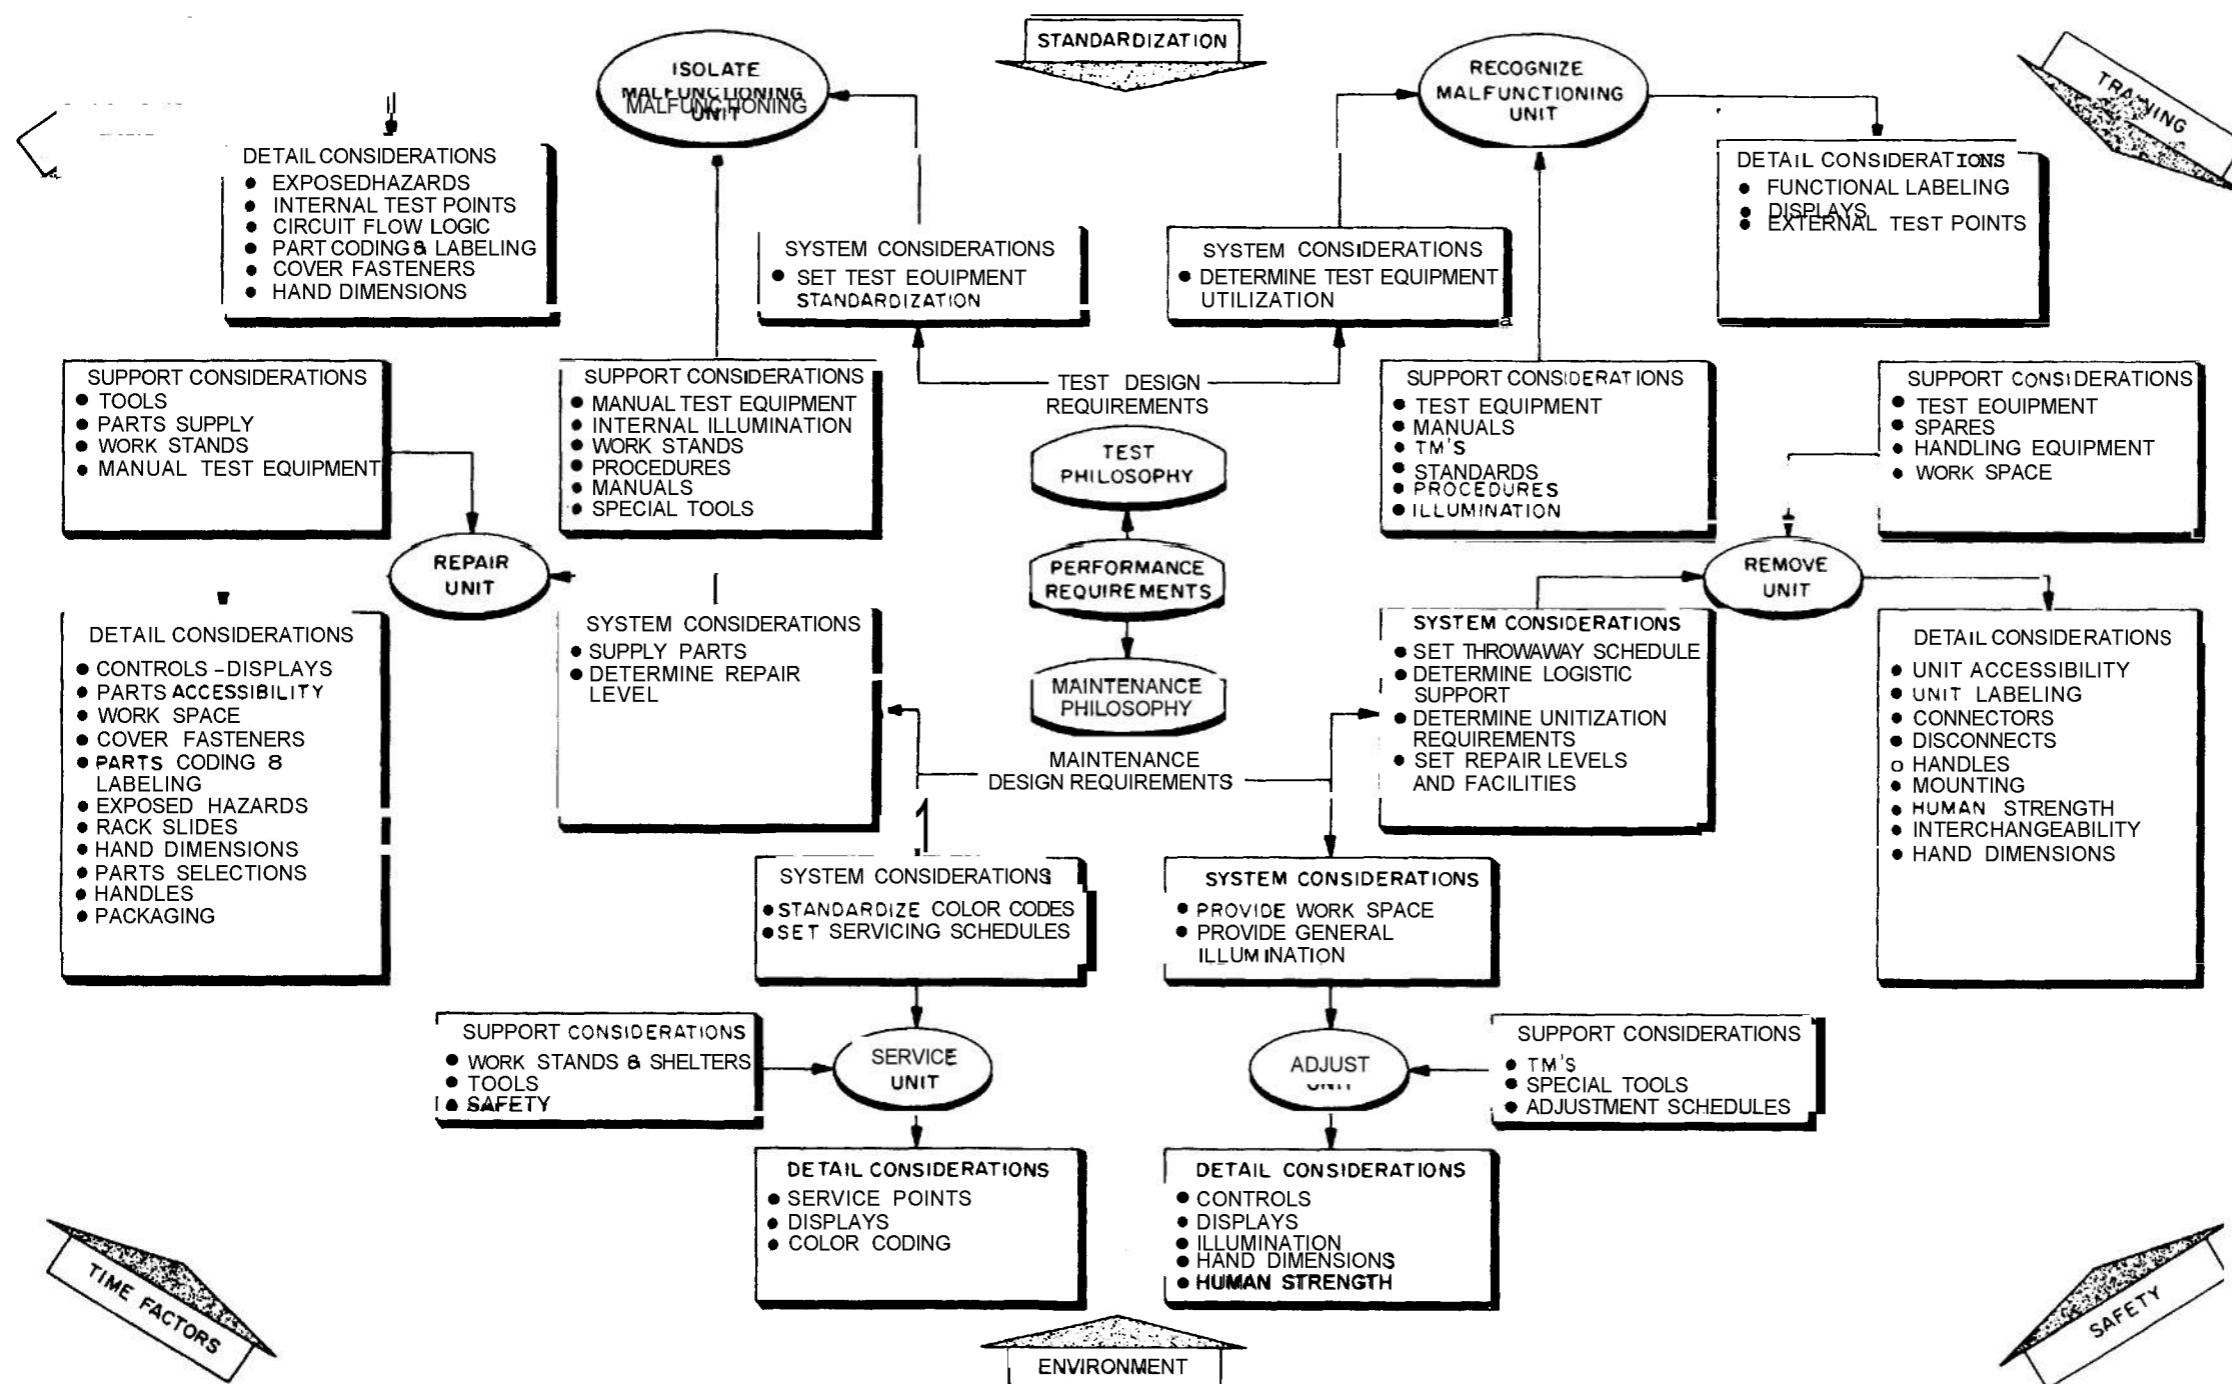 STANDARDIZATION
TRAINING
ISOLATE
MALFUNCTIONING
MALFUNCTIONING
UNIT
RECOGNIZE
MALFUNCTIONING
UNIT
DETAIL CONSIDERATIONS
● EXPOSEDHAZARDS
● INTERNAL TEST POINTS
● CIRCUIT FLOW LOGIC
● PART CODING & LABELING
● COVER FASTENERS
● HAND DIMENSIONS
SYSTEM CONSIDERATIONS
● SET TEST EOUIPMENT
STANDARDIZATION
SYSTEM CONSIDERATIONS
● DETERMINE TEST EQUIPMENT
UTILIZATION
a
DETAIL CONSIDERATIONS
● FUNCTIONAL LABELING
● DISPLAYS
● EXTERNAL TEST POINTS
SUPPORT CONSIDERATIONS
● TOOLS
● PARTS SUPPLY
● WORK STANDS
● MANUAL TEST EQUIPMENT
SUPPORT CONSIDERATIONS
● MANUAL TEST EQUIPMENT
● INTERNAL ILLUMINATION
● WORK STANDS
● PROCEDURES
● MANUALS
● SPECIAL TOOLS
TEST DESIGN
REQUIREMENTS
TEST
PHILOSOPHY
PERFORMANCE
REQUIREMENTS
MAINTENANCE
PHILOSOPHY
MAINTENANCE
DESIGN REQUIREMENTS
SUPPORT CONSIDERATIONS
● TEST EQUIPMENT
● MANUALS
● TM'S
● STANDARDS
● PROCEDURES
● ILLUMINATION
SUPPORT CONSIDERATIONS
● TEST EOUIPMENT
● SPARES
● HANDLING EQUIPMENT
● WORK SPACE
REPAIR
UNIT
REMOVE
UNIT
DETAIL CONSIDERATIONS
● CONTROLS - DISPLAYS
● PARTS ACCESSIBILITY
● WORK SPACE
● COVER FASTENERS
● PARTS CODING &
LABELING
● EXPOSED HAZARDS
● RACK SLIDES
● HAND DIMENSIONS
● PARTS SELECTIONS
● HANDLES
● PACKAGING
SYSTEM CONSIDERATIONS
● SUPPLY PARTS
● DETERMINE REPAIR
LEVEL
SYSTEM CONSIDERATIONS
● SET THROWAWAY SCHEDULE
● DETERMINE LOGISTIC
SUPPORT
● DETERMINE UNITIZATION
REQUIREMENTS
● SET REPAIR LEVELS
AND FACILITIES
DETAIL CONSIDERATIONS
● UNIT ACCESSIBILITY
● UNIT LABELING
● CONNECTORS
● DISCONNECTS
o HANDLES
● MOUNTING
● HUMAN STRENGTH
● INTERCHANGEABILITY
● HAND DIMENSIONS
SYSTEM CONSIDERATIONS
● STANDARDIZE COLOR CODES
● SET SERVICING SCHEDULES
SYSTEM CONSIDERATIONS
● PROVIDE WORK SPACE
● PROVIDE GENERAL
ILLUMINATION
SUPPORT CONSIDERATIONS
● WORK STANDS & SHELTERS
● TOOLS
● SAFETY
SERVICE
UNIT
ADJUST
UNIT
SUPPORT CONSIDERATIONS
● TM'S
● SPECIAL TOOLS
● ADJUSTMENT SCHEDULES
DETAIL CONSIDERATIONS
● SERVICE POINTS
● DISPLAYS
● COLOR CODING
DETAIL CONSIDERATIONS
● CONTROLS
● DISPLAYS
● ILLUMINATION
● HAND DIMENSIONS
● HUMAN STRENGTH
TIME FACTORS
ENVIRONMENT
SAFETY